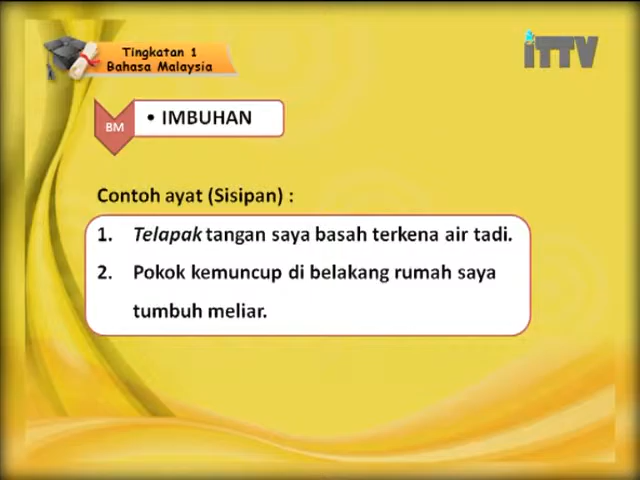 Tingkatan 1
Bahasa Malaysia
iTTV
BM
• IMBUHAN
Contoh ayat (Sisipan) :
1. Telapak tangan saya basah terkena air tadi.
2. Pokok kemuncup di belakang rumah saya
tumbuh meliar.